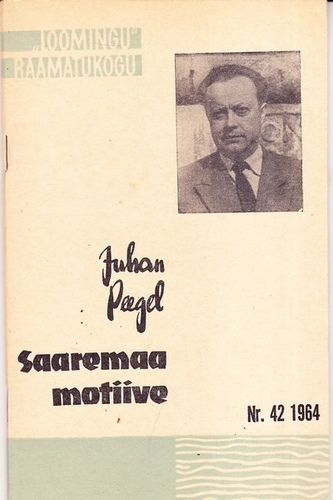 „LOOMINGU“
RAAMATUKOGU
Juhan
Peegel
Saaremaa
motiive
Nr. 42 1964